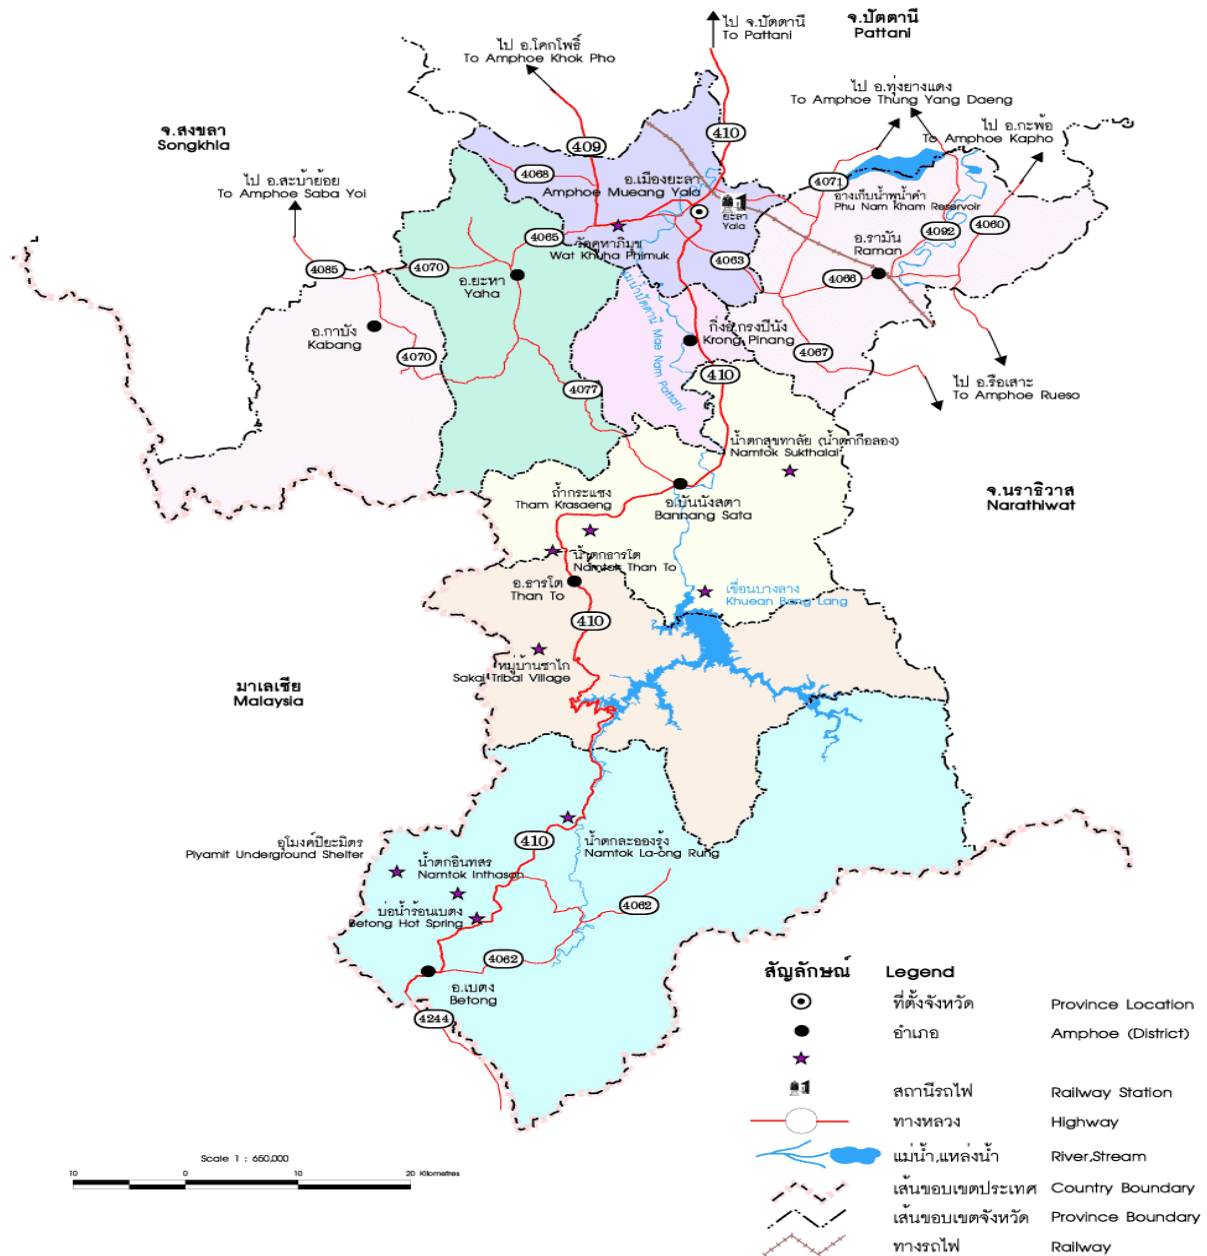 ไป จ.ปัตตานี
To Pattani
จ.ปัตตานี
Pattani
ไป อ.โคกโพธิ์
To Amphoe Khok Pho
ไป อ.ทุ่งยางแดง
To Amphoe Thung Yang Daeng
ไป อ.กะพ้อ
To Amphoe Kapho
จ.สงขลา
Songkhla
ไป อ.สะบ้าย้อย
To Amphoe Saba Yoi
409
410
4068
อ.เมืองยะลา
Amphoe Mueang Yala
4071
อ่างเก็บน้ำพุน้ำดำ
Phu Nam Kham Reservoir
ยะลา
Yala
4092
4060
4065
วัดคูหาภิมุข
Wat Khuha Phimuk
อ.รามัน
Raman
4063
4066
4085
4070
อ.ยะหา
Yaha
แม่น้ำปัตตานี Mae Nam Pattani
อ.กาบัง
Kabang
กิ่งอ.กรงปินัง
Krong Pinang
4070
4067
4077
410
ไป อ.รือเสาะ
To Amphoe Rueso
น้ำตกสุขทาลัย (น้ำตกกือลอง)
Namtok Sukthalai
ถ้ำกระแชง
Tham Krasaeng
อ.บันนังสตา
Bannang Sata
จ.นราธิวาส
Narathiwat
น้ำตกธารโต
Namtok Than To
อ.ธารโต
Than To
เขื่อนบางลาง
Khuean Bang Lang
410
หมู่บ้านซาไก
Sakai Tribal Village
มาเลเซีย
Malaysia
อุโมงค์ปิยะมิตร
Piyamit Underground Shelter
410
น้ำตกละอองรุ้ง
Namtok La-ong Rung
น้ำตกอินทสร
Namtok Inthason
บ่อน้ำร้อนเบตง
Betong Hot Spring
4062
4062
อ.เบตง
Betong
4244
สัญลักษณ์ Legend
ที่ตั้งจังหวัด Province Location
อำเภอ Amphoe (District)
สถานีรถไฟ Railway Station
ทางหลวง Highway
แม่น้ำ,แหล่งน้ำ River,Stream
เส้นขอบเขตประเทศ Country Boundary
เส้นขอบเขตจังหวัด Province Boundary
ทางรถไฟ Railway
Scale 1 : 650,000
10 0 10 20 Kilometres